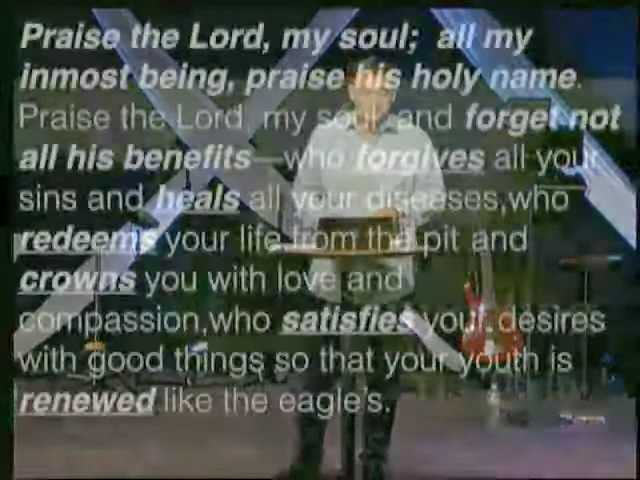 Praise the Lord, my soul; all my
inmost being, praise his holy name.
Praise the Lord, my soul, and forget not
all his benefits—who forgives all your
sins and heals all your diseases,who
redeems your life from the pit and
crowns you with love and
compassion,who satisfies your desires
with good things so that your youth is
renewed like the eagle's.